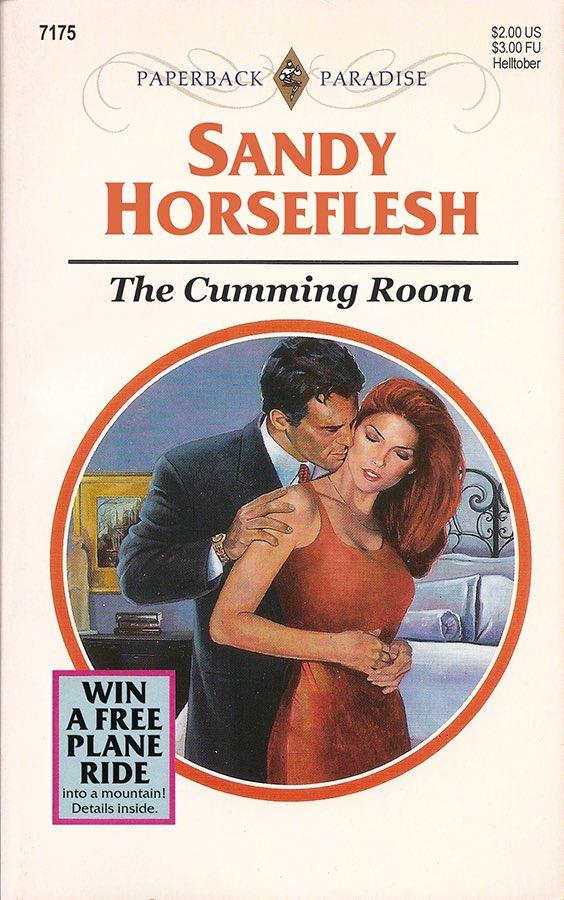 7175
$2.00 US
$3.00 FU
Helltober
PAPERBACK PARADISE
SANDY
HORSEFLESH
The Cumming Room
WIN
A FREE
PLANE
RIDE
into a mountain!
Details inside.